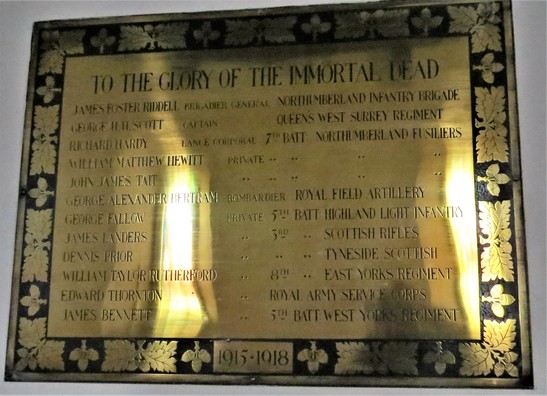 TO THE GLORY OF THE IMMORTAL DEAD
JAMES FOSTER RIDDELL BRIGADIER GENERAL NORTHUMBERLAND INFANTRY BRIGADE
GEORGE H.H. SCOTT CAPTAIN QUEEN'S WEST SURREY REGIMENT
RICHARD HARDY LANCE CORPORAL 7TH BATT NORTHUMBERLAND FUSILIERS
WILLIAM MATTHEW HEWITT PRIVATE " " " "
JOHN JAMES TAIT " " " " "
GEORGE ALEXANDER BERTRAM BOMBARDIER ROYAL FIELD ARTILLERY
GEORGE FALLOW PRIVATE 5TH BATT HIGHLAND LIGHT INFANTRY
JAMES LANDERS " 3RD " SCOTTISH RIFLES
DENNIS PRIOR " " TYNESIDE SCOTTISH
WILLIAM TAYLOR RUTHERFORD " 8TH " EAST YORKS REGIMENT
EDWARD THORNTON " ROYAL ARMY SERVICE CORPS
JAMES BENNETT " 5TH BATT WEST YORKS REGIMENT
1915-1918